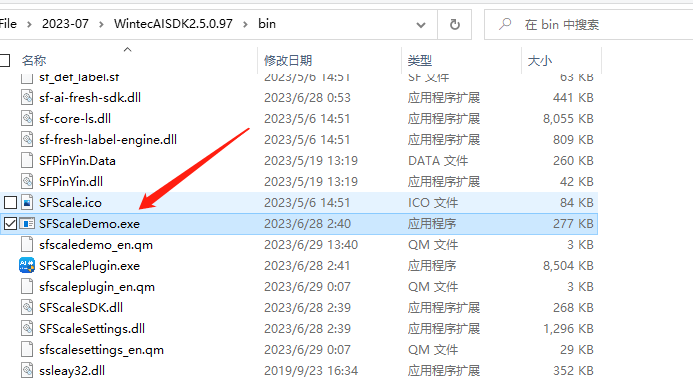 File › 2023-07 › WintecAISDK2.5.0.97 › bin 在 bin 中搜索
名称 修改日期 类型 大小
sf_def_label.sf 2023/5/6 14:51 SF 文件 63 KB
sf-ai-fresh-sdk.dll 2023/6/28 0:53 应用程序扩展 441 KB
sf-core-ls.dll 2023/5/6 14:51 应用程序扩展 8,055 KB
sf-fresh-label-engine.dll 2023/5/6 14:51 应用程序扩展 809 KB
SFPinYin.Data 2023/5/19 13:19 DATA 文件 260 KB
SFPinYin.dll 2023/5/19 13:19 应用程序扩展 42 KB
SFScale.ico 2023/5/6 14:51 ICO 文件 84 KB
SFScaleDemo.exe 2023/6/28 2:40 应用程序 277 KB
sfscaledemo_en.qm 2023/6/29 13:40 QM 文件 3 KB
SFScalePlugin.exe 2023/6/28 2:41 应用程序 8,504 KB
sfscaleplugin_en.qm 2023/6/29 0:07 QM 文件 3 KB
SFScaleSDK.dll 2023/6/28 2:39 应用程序扩展 268 KB
SFScaleSettings.dll 2023/6/28 2:39 应用程序扩展 1,296 KB
sfscalesettings_en.qm 2023/6/29 0:07 QM 文件 29 KB
ssleay32.dll 2019/9/23 16:34 应用程序扩展 352 KB